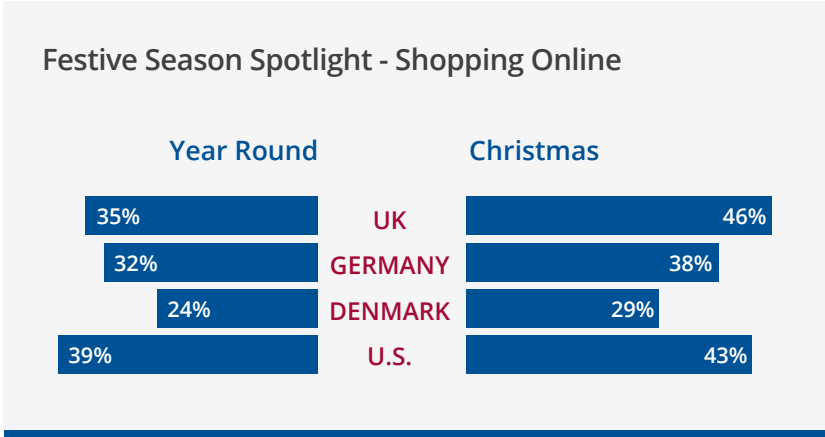 Festive Season Spotlight - Shopping Online
Year Round Christmas
35% UK 46%
32% GERMANY 38%
24% DENMARK 29%
39% U.S. 43%